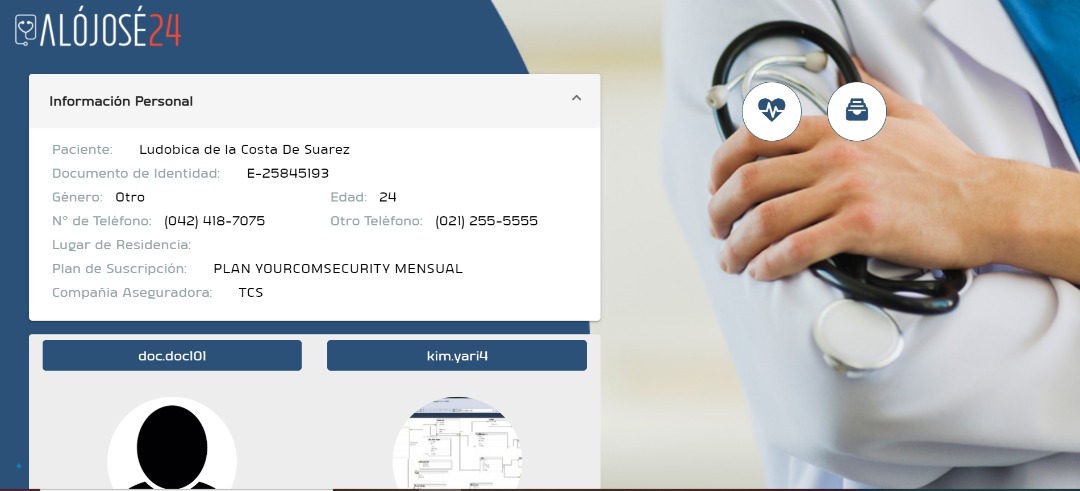 ALÓJOSÉ24
Información Personal
Paciente: Ludobica de la Costa De Suarez
Documento de Identidad: E-25845193
Género: Otro Edad: 24
N° de Teléfono: (042) 418-7075 Otro Teléfono: (021) 255-5555
Lugar de Residencia:
Plan de Suscripción: PLAN YOURCOMSECURITY MENSUAL
Compañia Aseguradora: TCS
doc.doc101 kim.yari4